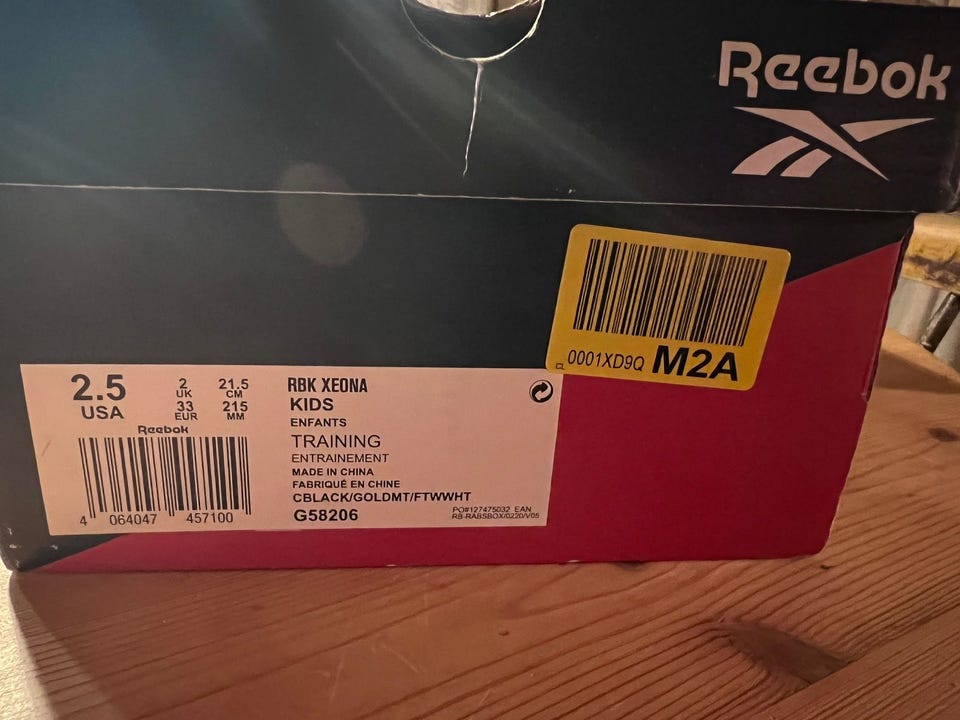 Reebok
0001XD9Q M2A
2.5
USA
2
UK
33
EUR
21.5
CM
215
MM
Reebok
4 064047 457100
RBK XEONA
KIDS
ENFANTS
TRAINING
ENTRAINEMENT
MADE IN CHINA
FABRIQUÉ EN CHINE
CBLACK/GOLDMT/FTWWHT
G58206
PO#127475032 EAN
RB-RABSBOX/0220/V05